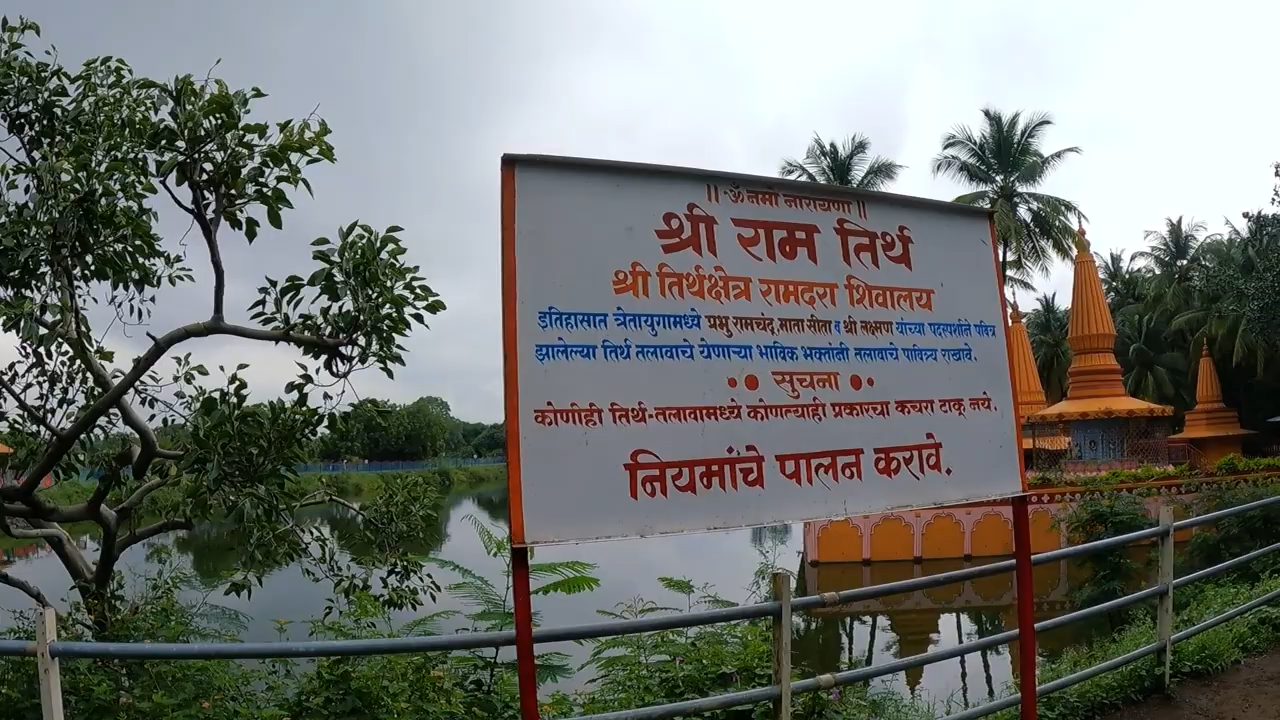 ॥ ॐ नमो नारायणा ॥
श्री राम तिर्थ
श्री तिर्थक्षेत्र रामदरा शिवालय
इतिहासात त्रेतायुगामध्ये प्रभु रामचंद्र, माता सीता व श्री लक्ष्मण यांच्या पदस्पर्शाने पवित्र
झालेल्या तिर्थ तलावाचे येणाऱ्या भाविक भक्तांनी तलावाचे पावित्र्य राखावे.
सुचना
कोणीही तिर्थ-तलावामध्ये कोणत्याही प्रकारचा कचरा टाकू नये.
नियमांचे पालन करावे.